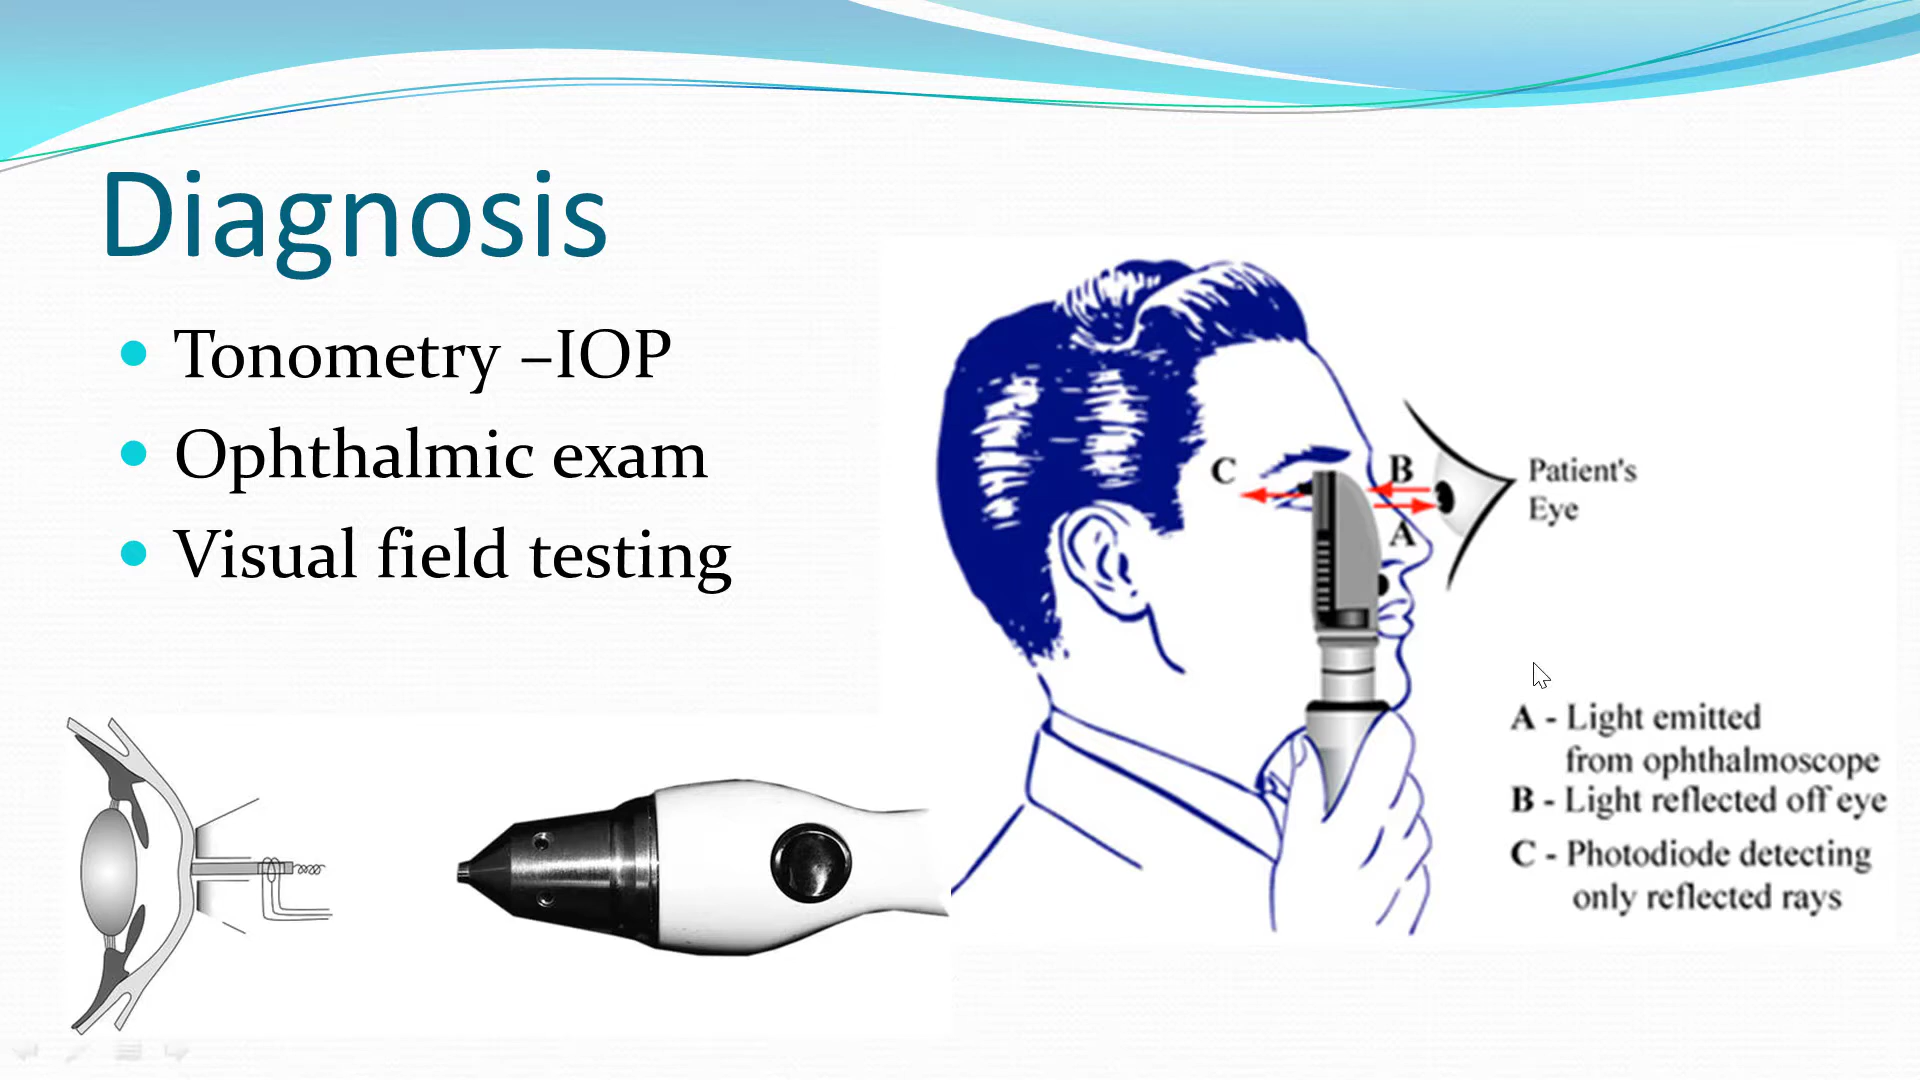 Diagnosis
Tonometry –IOP
Ophthalmic exam
Visual field testing
C
B
A
Patient's
Eye
A - Light emitted
from ophthalmoscope
B - Light reflected off eye
C - Photodiode detecting
only reflected rays